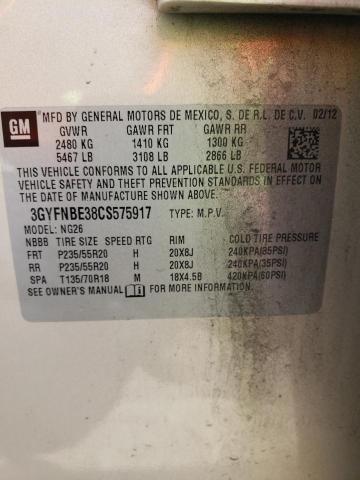 GM
MFD BY GENERAL MOTORS DE MEXICO, S. DE R.L. DE C.V. 02/12
GVWR GAWR FRT GAWR RR
2480 KG 1410 KG 1300 KG
5467 LB 3108 LB 2866 LB
THIS VEHICLE CONFORMS TO ALL APPLICABLE U.S. FEDERAL MOTOR
VEHICLE SAFETY AND THEFT PREVENTION STANDARDS IN EFFECT ON
THE DATE OF MANUFACTURE SHOWN ABOVE.
3GYFNBE38CS575917 TYPE: M.P.V.
MODEL: NG26
NBBB TIRE SIZE SPEED RTG RIM COLD TIRE PRESSURE
FRT P235/55R20 H 20X8J 240KPA(35PSI)
RR P235/55R20 H 20X8J 240KPA(35PSI)
SPA T135/70R18 M 18X4.5B 420KPA(60PSI)
SEE OWNER'S MANUAL FOR MORE INFORMATION